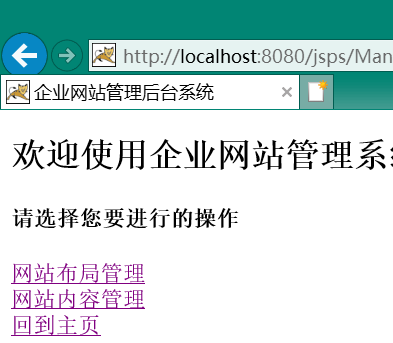 http://localhost:8080/jsps/Man
企业网站管理后台系统
欢迎使用企业网站管理系
请选择您要进行的操作
网站布局管理
网站内容管理
回到主页